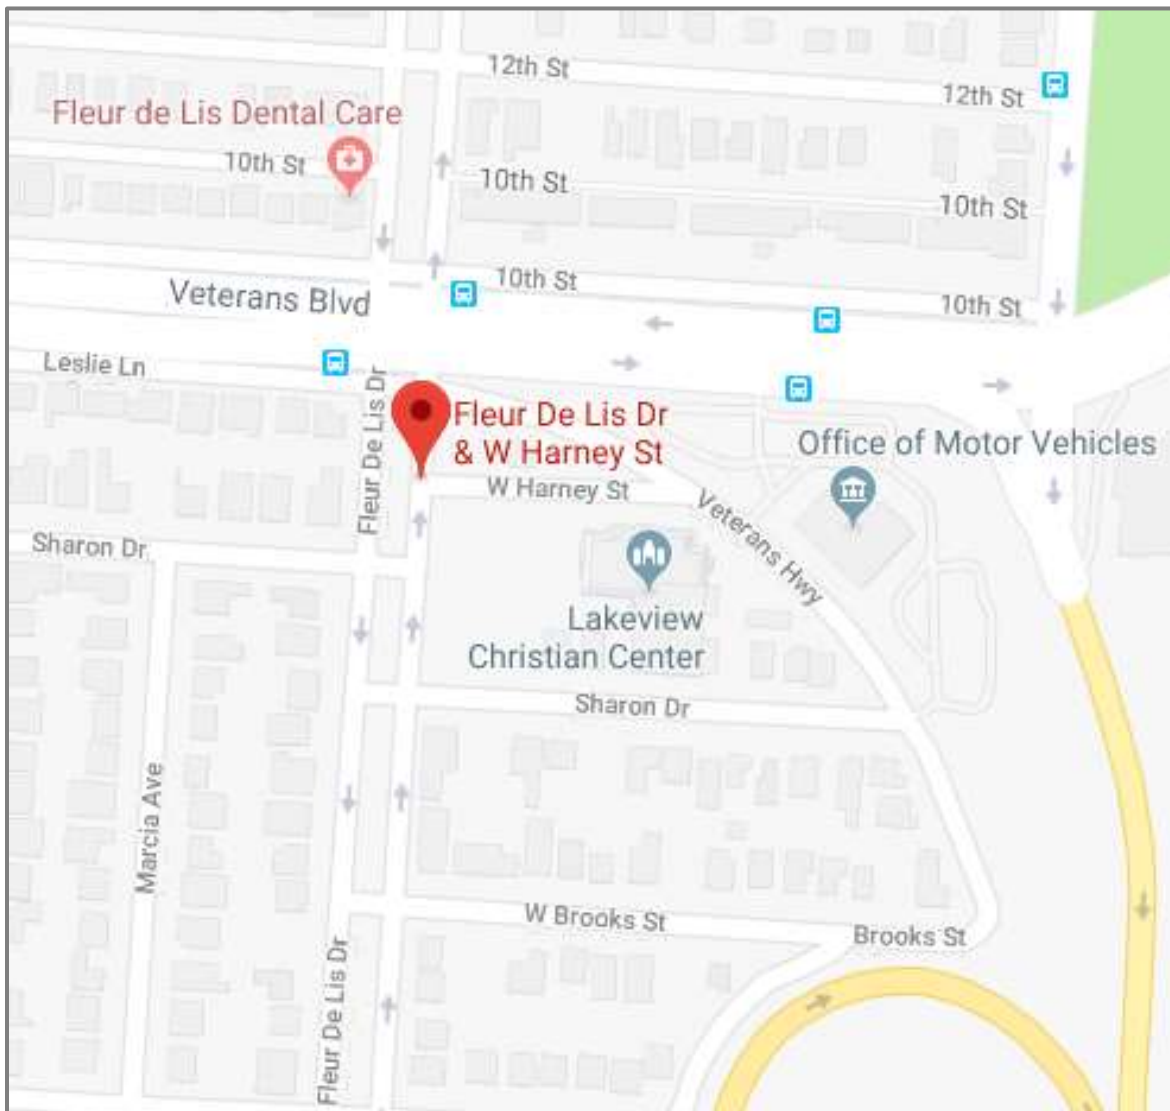 12th St
12th St
Fleur de Lis Dental Care
10th St
10th St
10th St
10th St
Veterans Blvd
10th St
Leslie Ln
Fleur De Lis Dr
Fleur De Lis Dr
& W Harney St
Office of Motor Vehicles
W Harney St
Veterans Hwy
Sharon Dr
Lakeview
Christian Center
Sharon Dr
Marcia Ave
W Brooks St
Brooks St
Fleur De Lis Dr